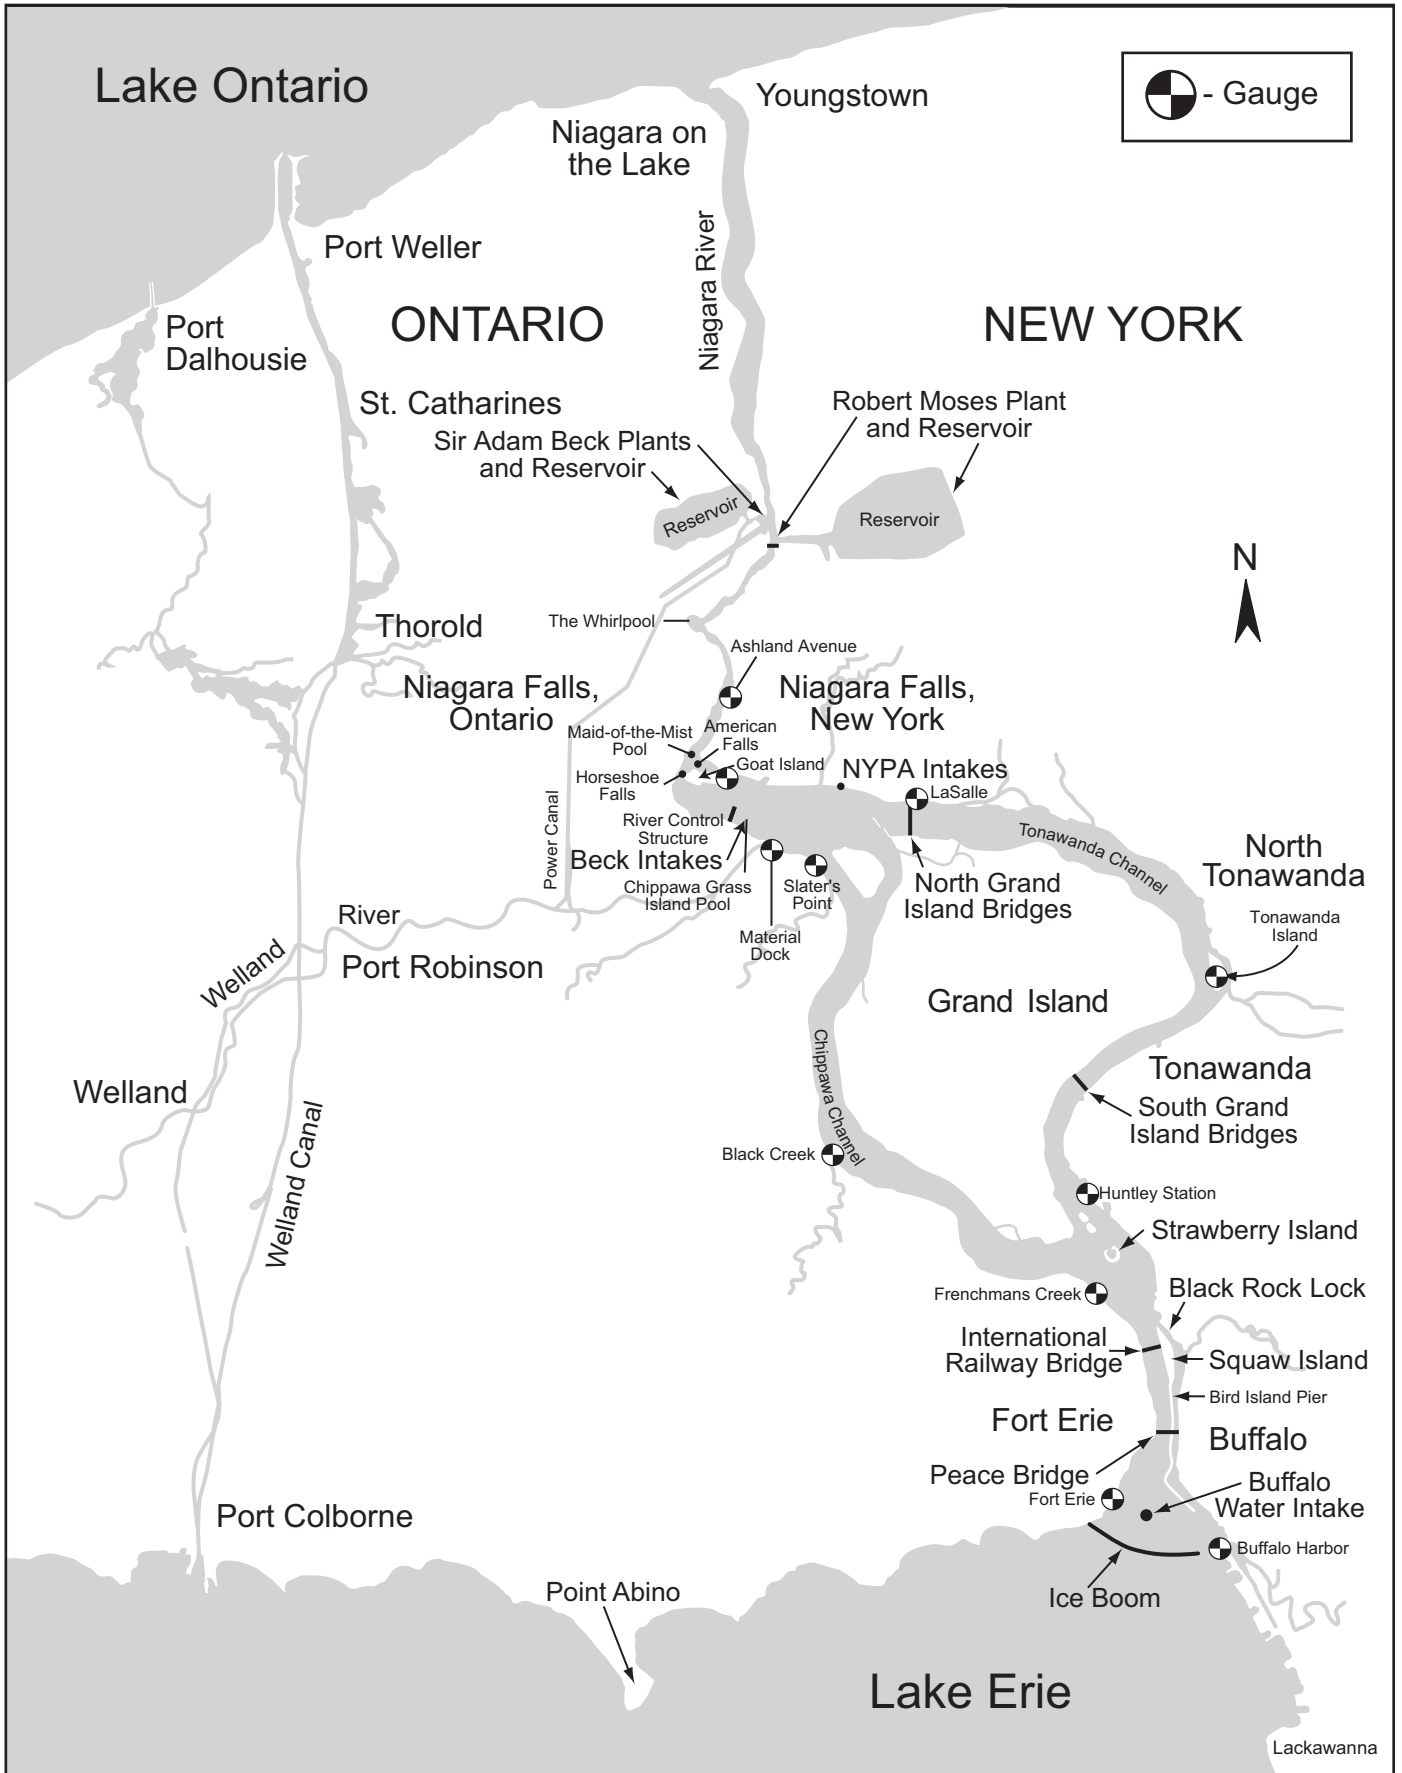 Lake Ontario
Youngstown
- Gauge
Niagara on
the Lake
Port Weller
Niagara River
Port
Dalhousie
ONTARIO
NEW YORK
St. Catharines
Robert Moses Plant
and Reservoir
Sir Adam Beck Plants
and Reservoir
Reservoir
Reservoir
N
The Whirlpool
Thorold
Ashland Avenue
Niagara Falls,
Ontario
Niagara Falls,
New York
Maid-of-the-Mist
Pool
American
Falls
Goat Island
Horseshoe
Falls
NYPA Intakes
LaSalle
River Control
Structure
Beck Intakes
Chippawa Grass
Island Pool
Power Canal
Slater's
Point
Material
Dock
North Grand
Island Bridges
Tonawanda Channel
North
Tonawanda
Tonawanda
Island
River
Welland
Port Robinson
Grand Island
Chippawa Channel
Welland
Tonawanda
South Grand
Island Bridges
Welland Canal
Black Creek
Huntley Station
Strawberry Island
Frenchmans Creek
Black Rock Lock
International
Railway Bridge
Squaw Island
Bird Island Pier
Fort Erie
Buffalo
Peace Bridge
Fort Erie
Buffalo
Water Intake
Port Colborne
Buffalo Harbor
Ice Boom
Point Abino
Lake Erie
Lackawanna